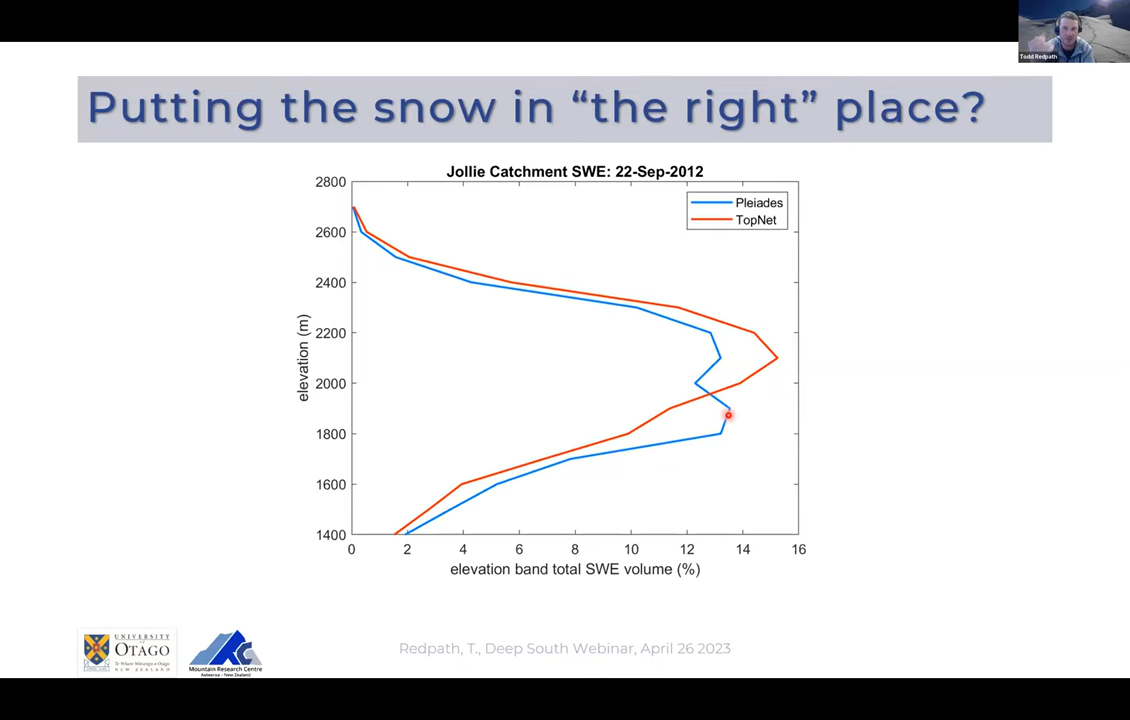 Todd Redpath
Putting the snow in “the right” place?
Jollie Catchment SWE: 22-Sep-2012
Pleiades
TopNet
2800
2600
2400
2200
2000
1800
1600
1400
elevation (m)
0 2 4 6 8 10 12 14 16
elevation band total SWE volume (%)
UNIVERSITY
of
OTAGO
Te Whare Wānanga o Otāgo
NEW ZEALAND
Mountain Research Centre
Aotearoa - New Zealand
Redpath, T., Deep South Webinar, April 26 2023